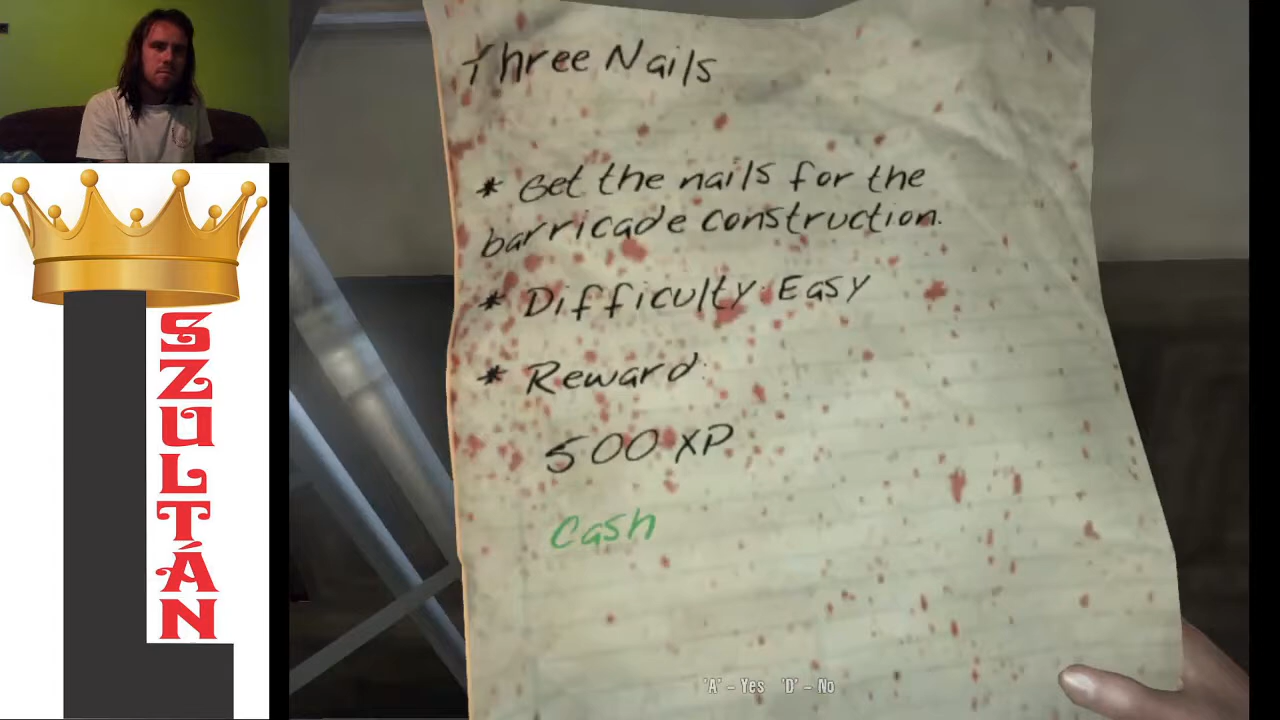 L
SZULTÁN
Three Nails
* Get the nails for the
barricade construction.
* Difficulty: Easy
* Reward:
500 XP
Cash
'A' - Yes 'D' - No